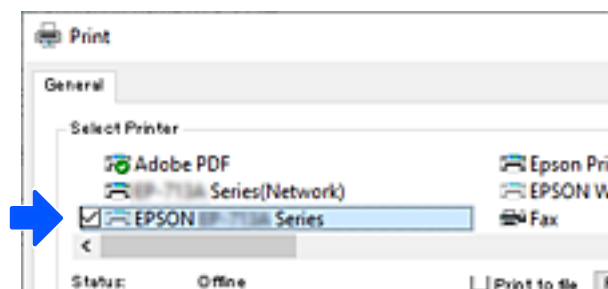 Print
General
Select Printer
Adobe PDF Epson Pri
Series(Network) EPSON W
EPSON Series Fax
Status: Offline Print to file